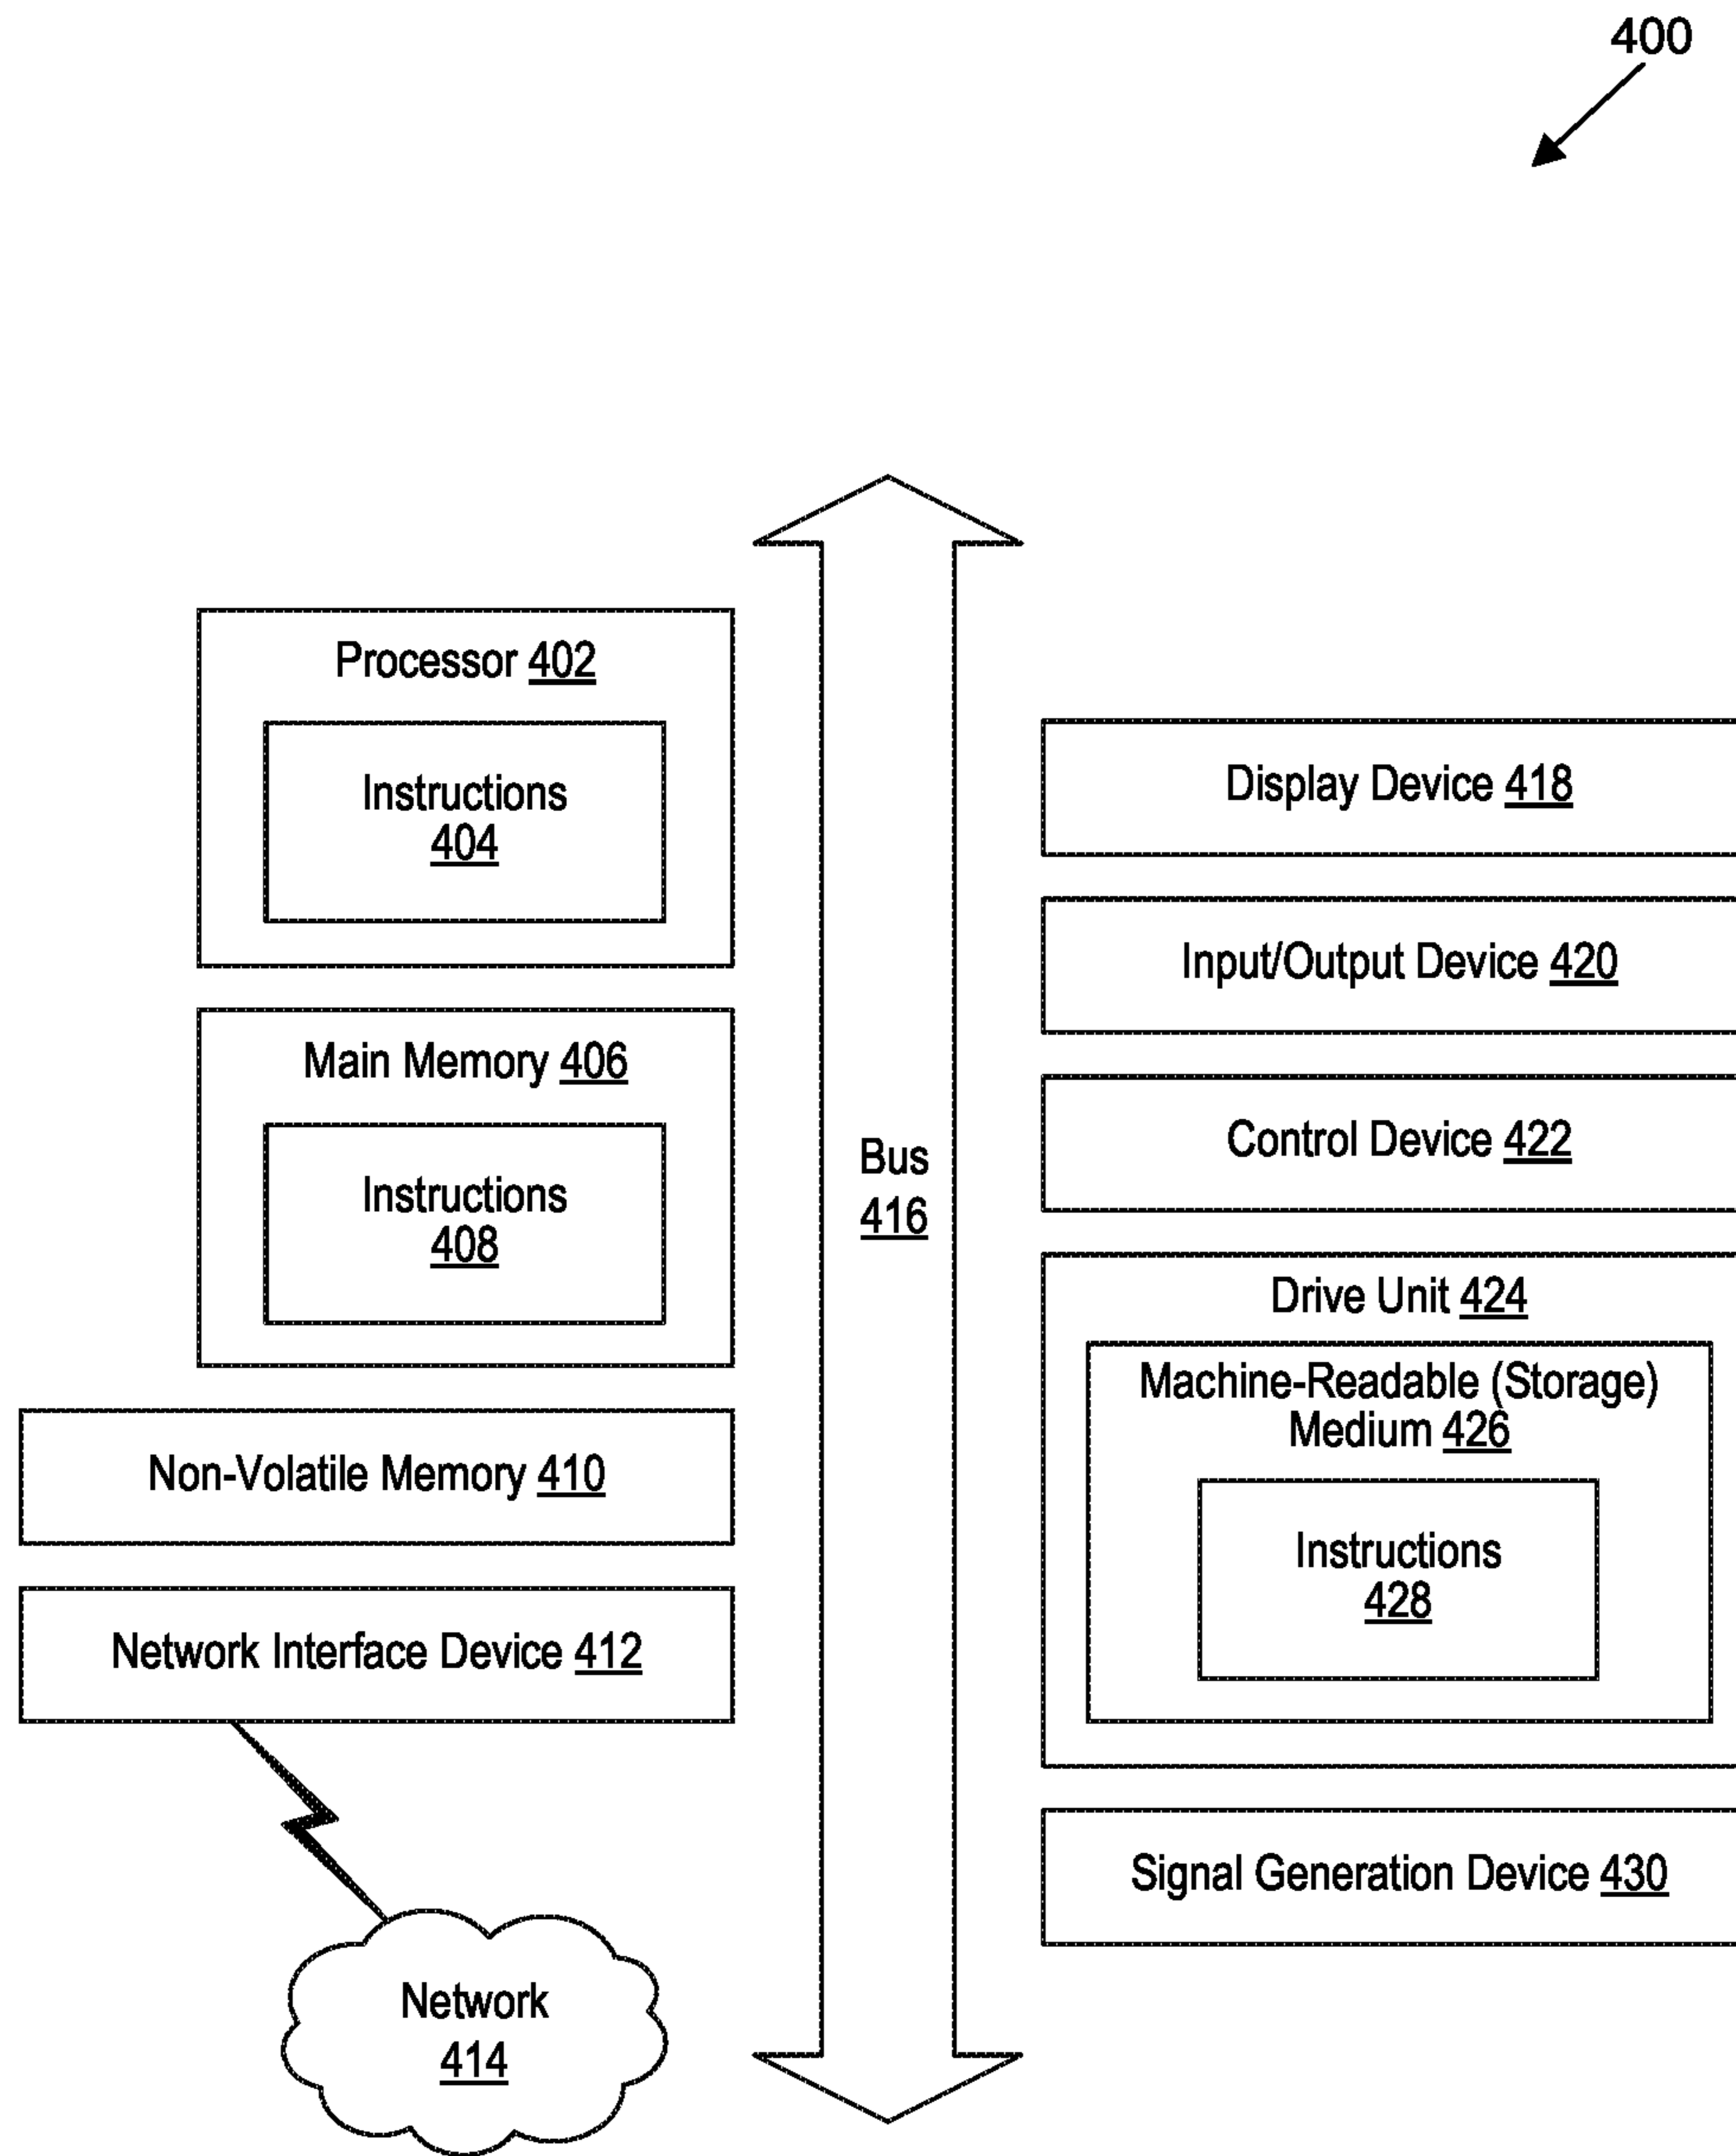 400
Processor 402
Instructions
404
Main Memory 406
Instructions
408
Non-Volatile Memory 410
Network Interface Device 412
Network
414
Bus
416
Display Device 418
Input/Output Device 420
Control Device 422
Drive Unit 424
Machine-Readable (Storage)
Medium 426
Instructions
428
Signal Generation Device 430